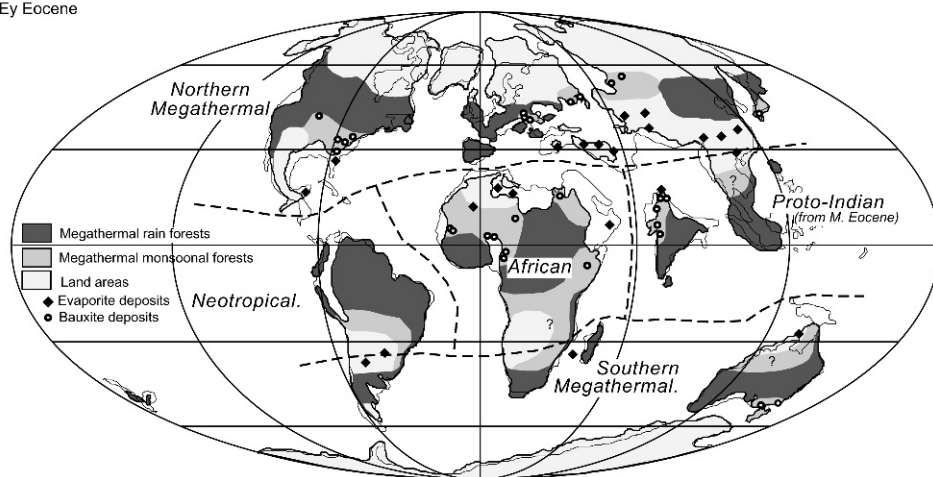 Ey Eocene
Northern
Megathermal
Proto-Indian
(from M. Eocene)
?
Megathermal rain forests
Megathermal monsoonal forests
Land areas
Evaporite deposits
Bauxite deposits
African
Neotropical.
?
?
Southern
Megathermal.